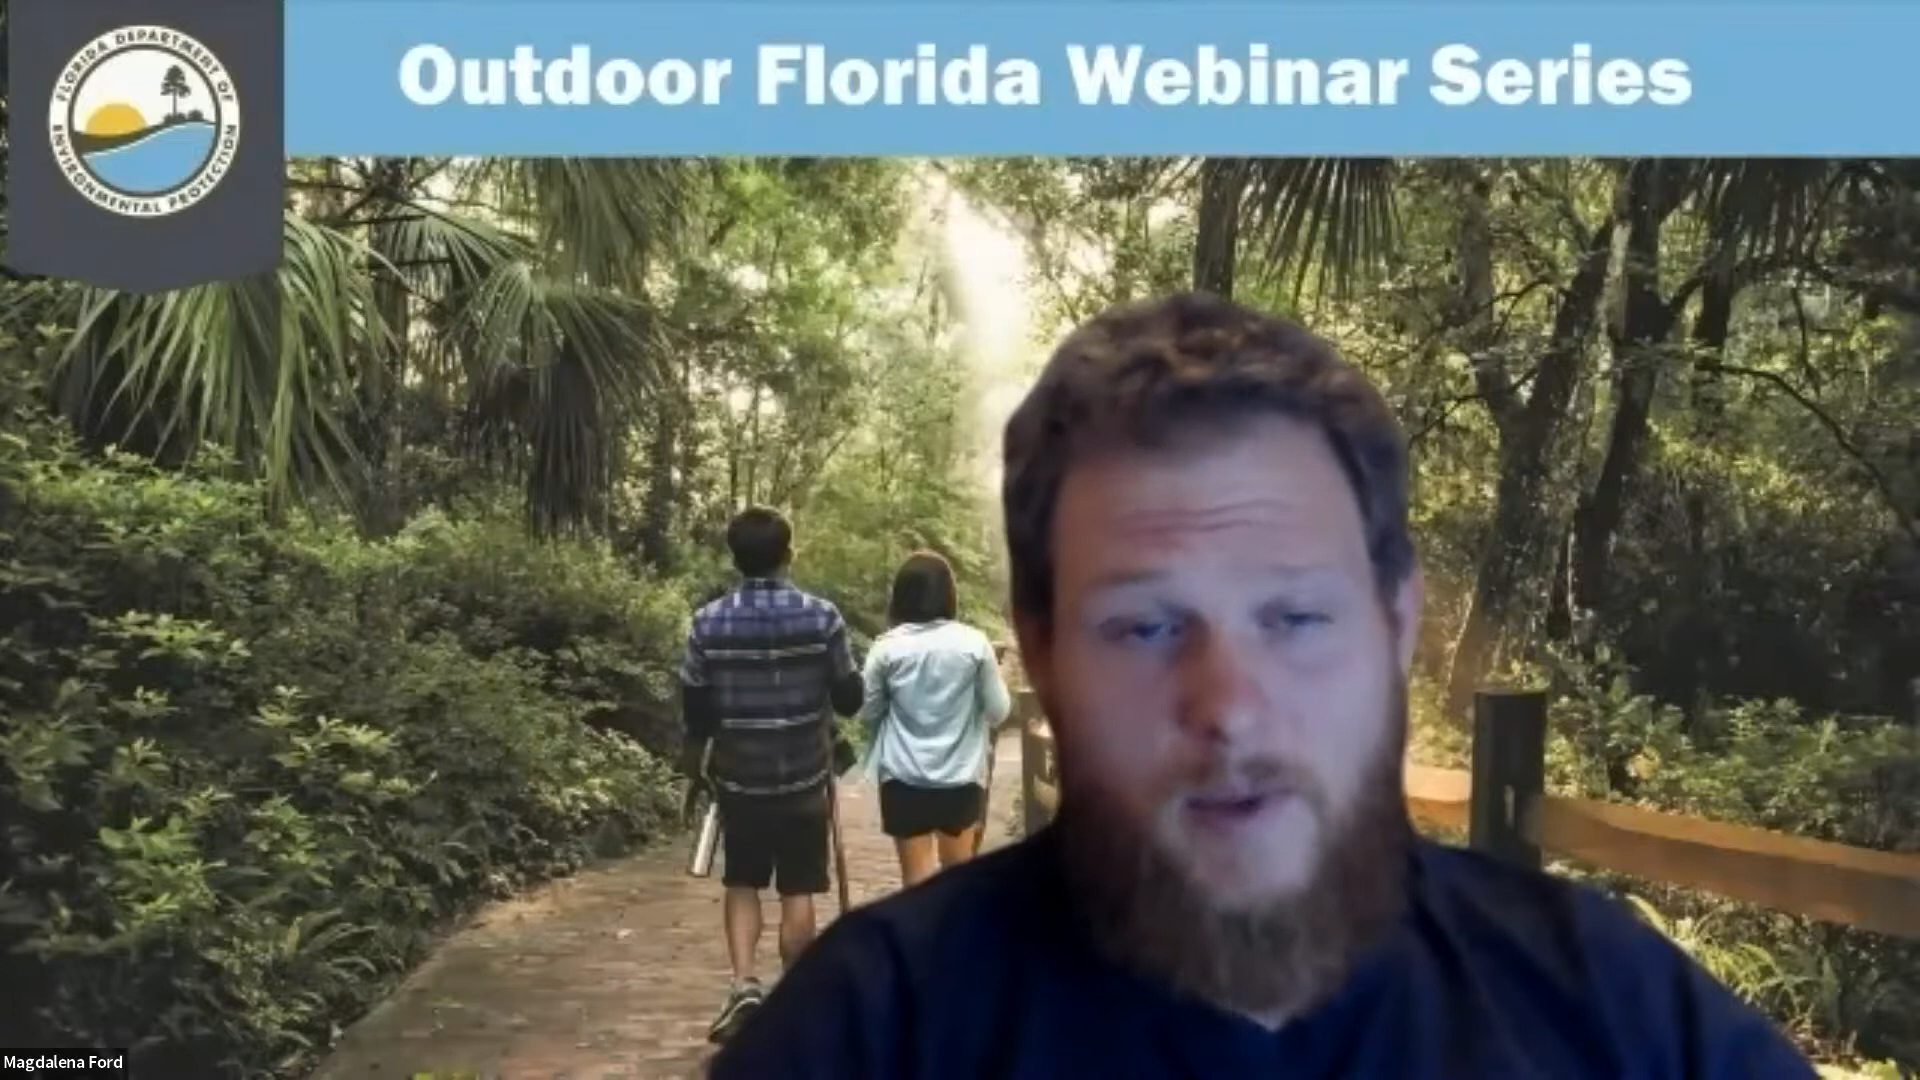 FLORIDA DEPARTMENT OF
ENVIRONMENTAL PROTECTION
Outdoor Florida Webinar Series
Magdalena Ford